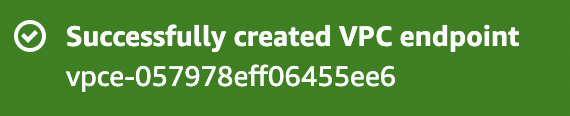 Successfully created VPC endpoint
vpce-057978eff06455ee6